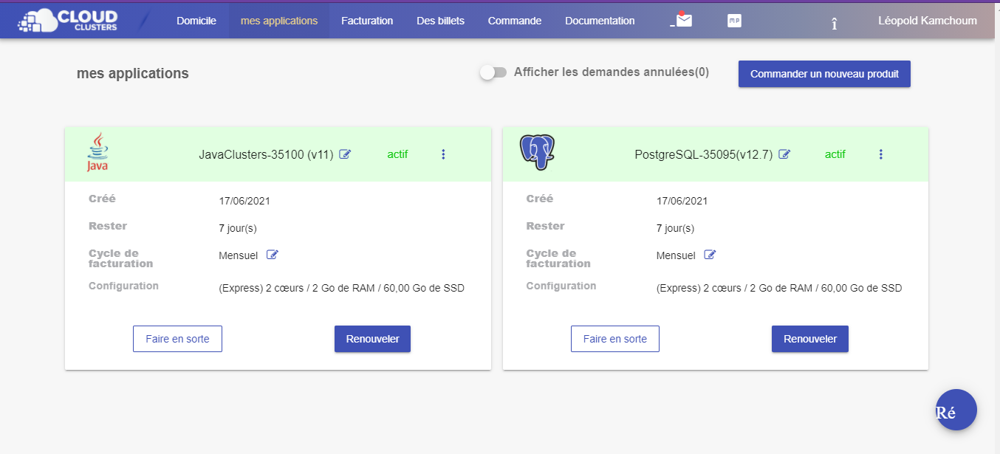 CLOUD
CLUSTERS
Domicile mes applications Facturation Des billets Commande Documentation _ MP î Léopold Kamchoum
mes applications Afficher les demandes annulées(0) Commander un nouveau produit
Java JavaClusters-35100 (v11) actif
Créé 17/06/2021
Rester 7 jour(s)
Cycle de facturation Mensuel
Configuration (Express) 2 cœurs / 2 Go de RAM / 60,00 Go de SSD
Faire en sorte Renouveler
PostgreSQL-35095(v12.7) actif
Créé 17/06/2021
Rester 7 jour(s)
Cycle de facturation Mensuel
Configuration (Express) 2 cœurs / 2 Go de RAM / 60,00 Go de SSD
Faire en sorte Renouveler
Ré